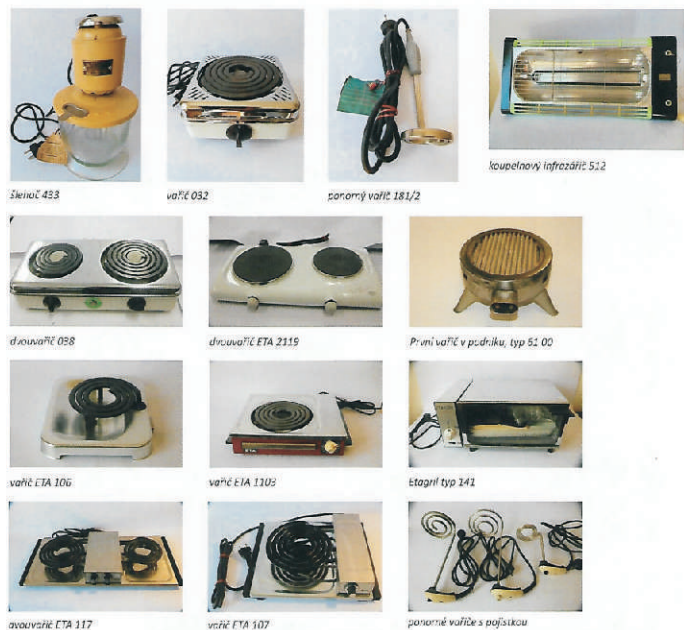 šlehač 433
vařič 032
ponorný vařič 181/2
koupelnový infrazářič 512
dvouvařič 038
dvouvařič ETA 2119
První vařič v podniku, typ 61 00
vařič ETA 106
vařič ETA 1103
Etagril typ 141
dvouvařič ETA 117
vařič ETA 107
ponorné vařiče s pojistkou